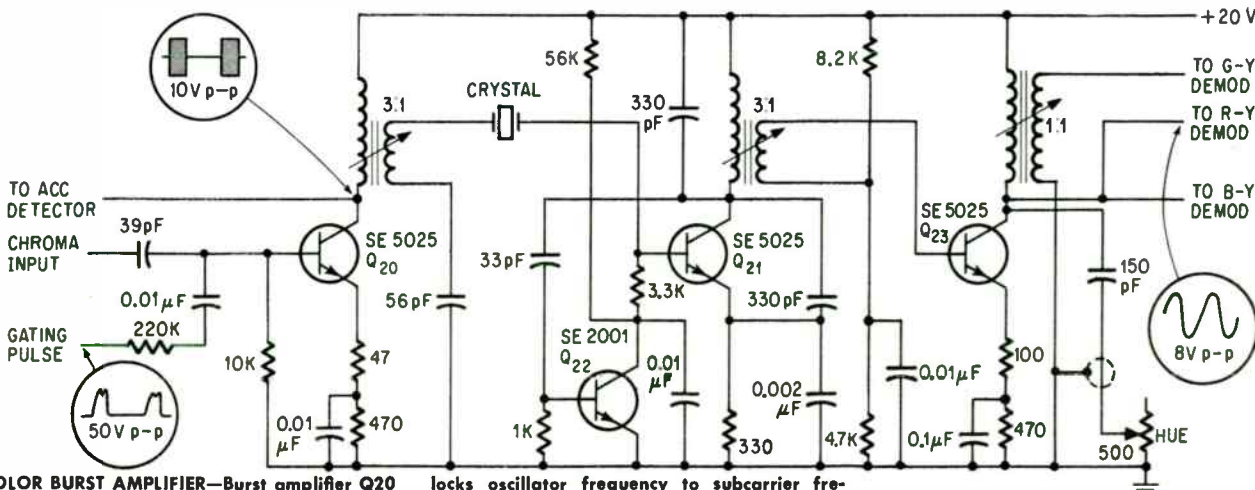 +20 V
56K
8.2K
TO G-Y
DEMOD
10V p-p
3:1
CRYSTAL
330
pF
3:1
1:1
TO R-Y
DEMOD
TO ACC
DETECTOR
TO B-Y
DEMOD
39pF
CHROMA
INPUT
SE 5025
Q20
33pF
SE 5025
Q21
SE 5025
Q23
150
pF
0.01μF
56pF
3.3K
330pF
GATING
PULSE
220K
SE 2001
Q22
8V p-p
10K
47
0.01
μF
0.002
μF
0.01μF
100
50V p-p
0.01
μF
470
1K
330
4.7K
0.1μF
470
500
HUE
OLOR BURST AMPLIFIER—Burst amplifier Q20
locks oscillator frequency to subcarrier fre-